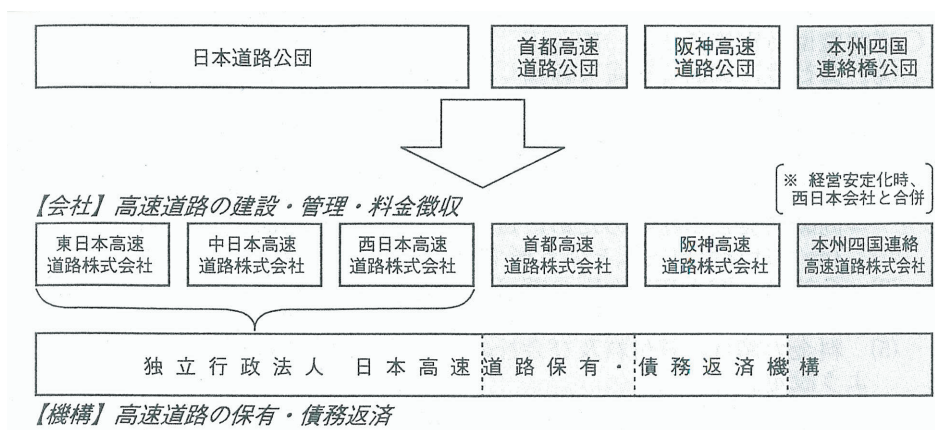 日本道路公団
首都高速
道路公団
阪神高速
道路公団
本州四国
連絡橋公団
※ 経営安定化時、
西日本会社と合併
【会社】高速道路の建設・管理・料金徴収
東日本高速
道路株式会社
中日本高速
道路株式会社
西日本高速
道路株式会社
首都高速
道路株式会社
阪神高速
道路株式会社
本州四国連絡
高速道路株式会社
独立行政法人 日本高速道路保有・債務返済機構
【機構】高速道路の保有・債務返済